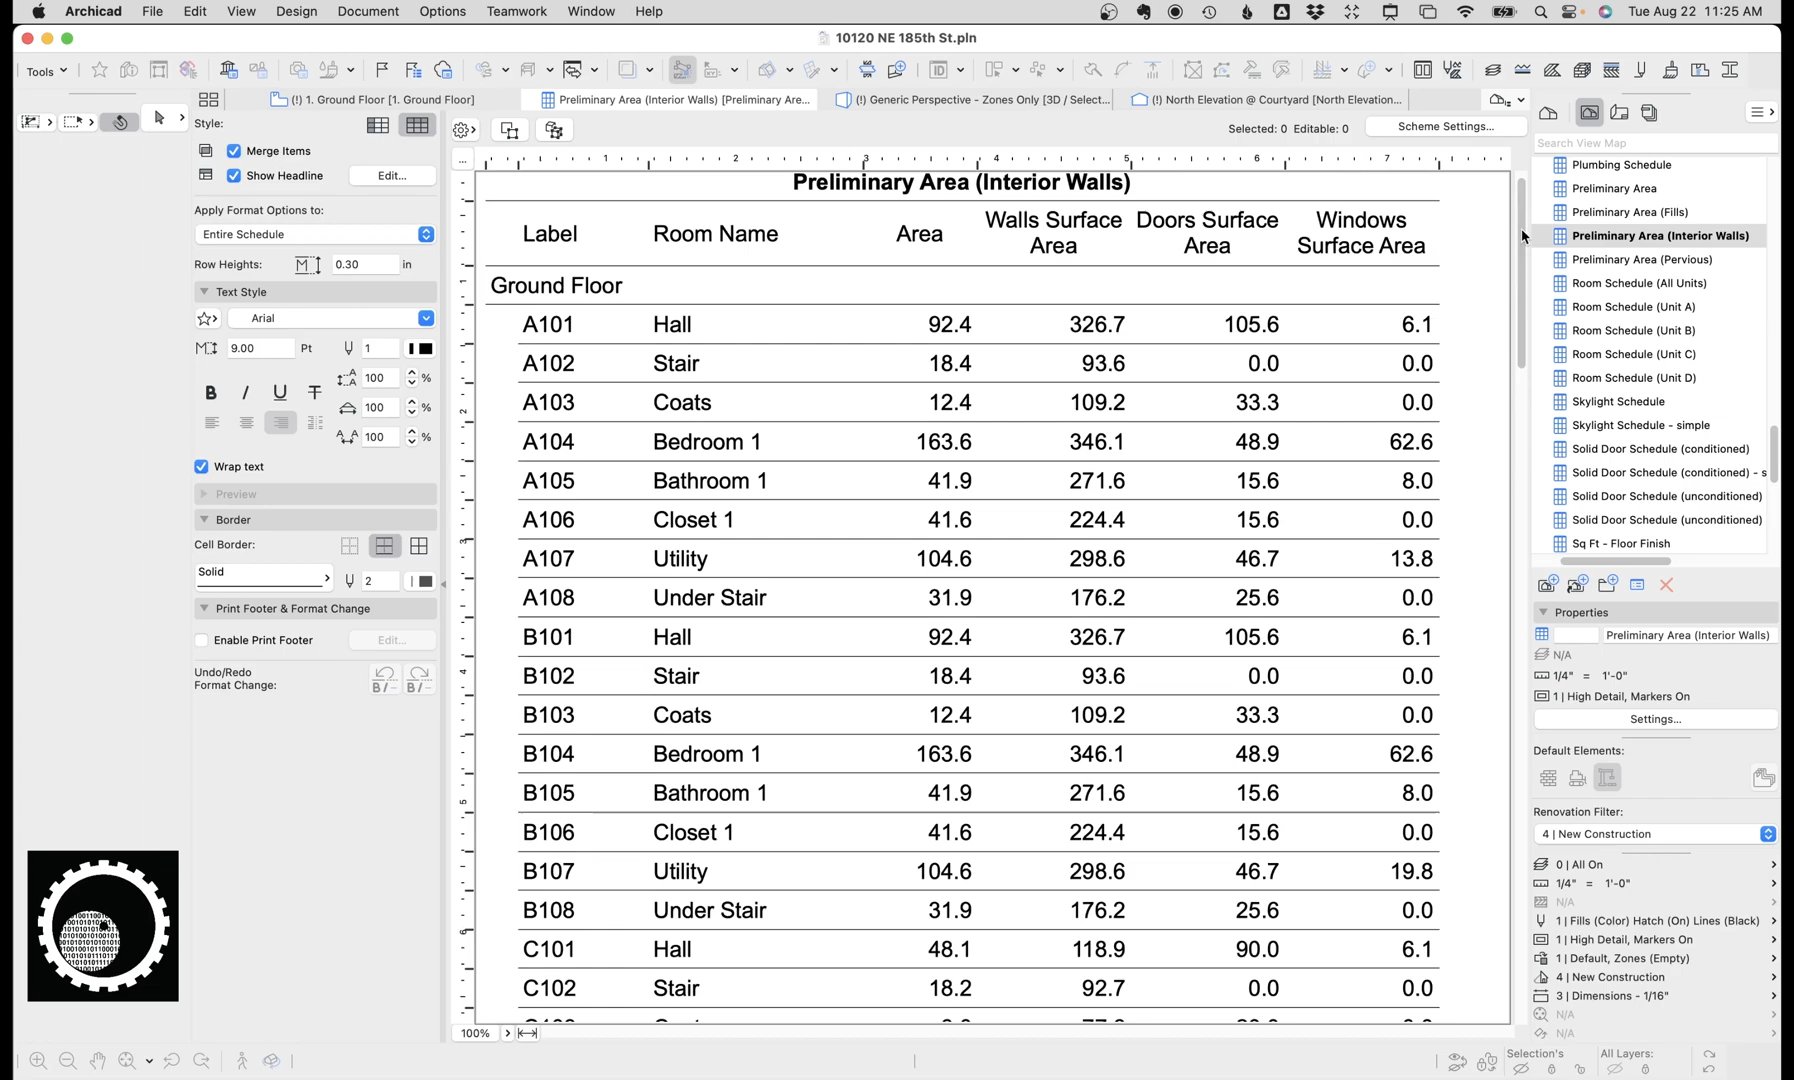 Archicad File Edit View Design Document Options Teamwork Window Help Tue Aug 22 11:25 AM
10120 NE 185th St.pln
Tools
(!) 1. Ground Floor [1. Ground Floor] Preliminary Area (Interior Walls) [Preliminary Are... (!) Generic Perspective - Zones Only [3D / Select... (!) North Elevation @ Courtyard [North Elevation...
Style:
Merge Items
Show Headline Edit...
Apply Format Options to:
Entire Schedule
Row Heights: 0.30 in
Text Style
Arial
9.00 Pt 1
100 %
100 %
100 %
Wrap text
Preview
Border
Cell Border:
Solid 2
Print Footer & Format Change
Enable Print Footer Edit...
Undo/Redo
Format Change:
Selected: 0 Editable: 0 Scheme Settings...
1 2 3 4 5 6 7
Preliminary Area (Interior Walls)
Label Room Name Area Walls Surface Area Doors Surface Area Windows Surface Area
Ground Floor
A101 Hall 92.4 326.7 105.6 6.1
A102 Stair 18.4 93.6 0.0 0.0
A103 Coats 12.4 109.2 33.3 0.0
A104 Bedroom 1 163.6 346.1 48.9 62.6
A105 Bathroom 1 41.9 271.6 15.6 8.0
A106 Closet 1 41.6 224.4 15.6 0.0
A107 Utility 104.6 298.6 46.7 13.8
A108 Under Stair 31.9 176.2 25.6 0.0
B101 Hall 92.4 326.7 105.6 6.1
B102 Stair 18.4 93.6 0.0 0.0
B103 Coats 12.4 109.2 33.3 0.0
B104 Bedroom 1 163.6 346.1 48.9 62.6
B105 Bathroom 1 41.9 271.6 15.6 8.0
B106 Closet 1 41.6 224.4 15.6 0.0
B107 Utility 104.6 298.6 46.7 19.8
B108 Under Stair 31.9 176.2 25.6 0.0
C101 Hall 48.1 118.9 90.0 6.1
C102 Stair 18.2 92.7 0.0 0.0
100%
Search View Map
Plumbing Schedule
Preliminary Area
Preliminary Area (Fills)
Preliminary Area (Interior Walls)
Preliminary Area (Pervious)
Room Schedule (All Units)
Room Schedule (Unit A)
Room Schedule (Unit B)
Room Schedule (Unit C)
Room Schedule (Unit D)
Skylight Schedule
Skylight Schedule - simple
Solid Door Schedule (conditioned)
Solid Door Schedule (conditioned) - s
Solid Door Schedule (unconditioned)
Solid Door Schedule (unconditioned)
Sq Ft - Floor Finish
Properties
Preliminary Area (Interior Walls)
N/A
1/4" = 1'-0"
1 | High Detail, Markers On
Settings...
Default Elements:
Renovation Filter:
4 | New Construction
0 | All On
1/4" = 1'-0"
N/A
1 | Fills (Color) Hatch (On) Lines (Black)
1 | High Detail, Markers On
1 | Default, Zones (Empty)
4 | New Construction
3 | Dimensions - 1/16"
N/A
N/A
Selection's All Layers: